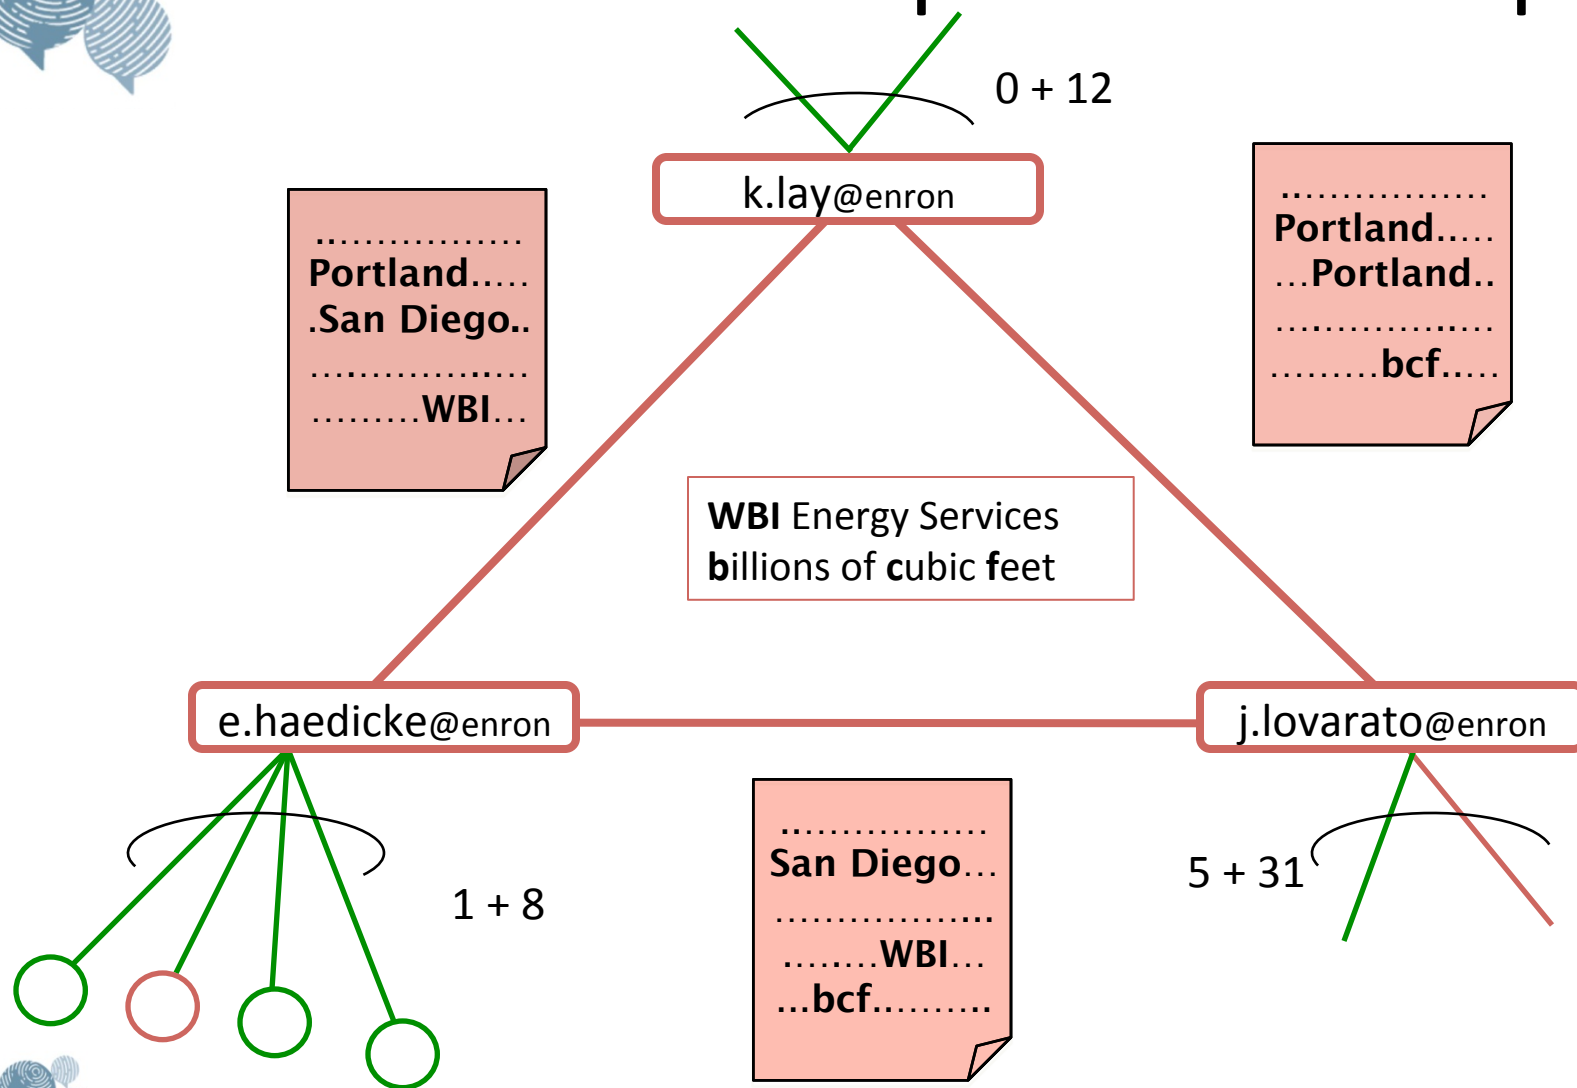 0 + 12
k.lay@enron
..……………
Portland…..
.San Diego..
….………..…
………WBI…
..……………
Portland…..
…Portland..
….………..…
………bcf..…
WBI Energy Services
billions of cubic feet
e.haedicke@enron
j.lovarato@enron
1 + 8
5 + 31
..……………
San Diego…
……………...
….….WBI…
...bcf..……..